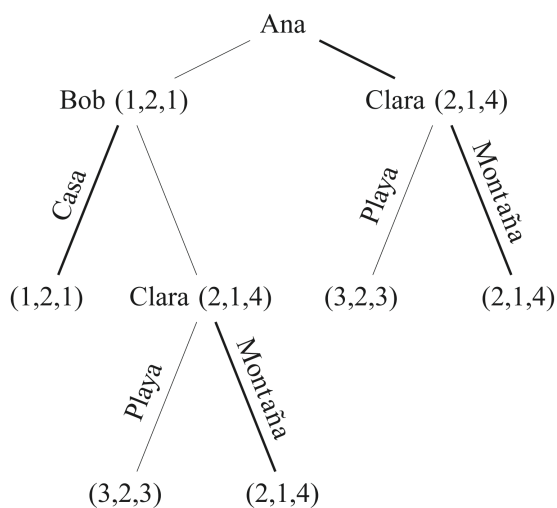 Ana
Bob (1,2,1)
Clara (2,1,4)
Casa
Playa
Montaña
(1,2,1)
Clara (2,1,4)
(3,2,3)
(2,1,4)
Playa
Montaña
(3,2,3)
(2,1,4)